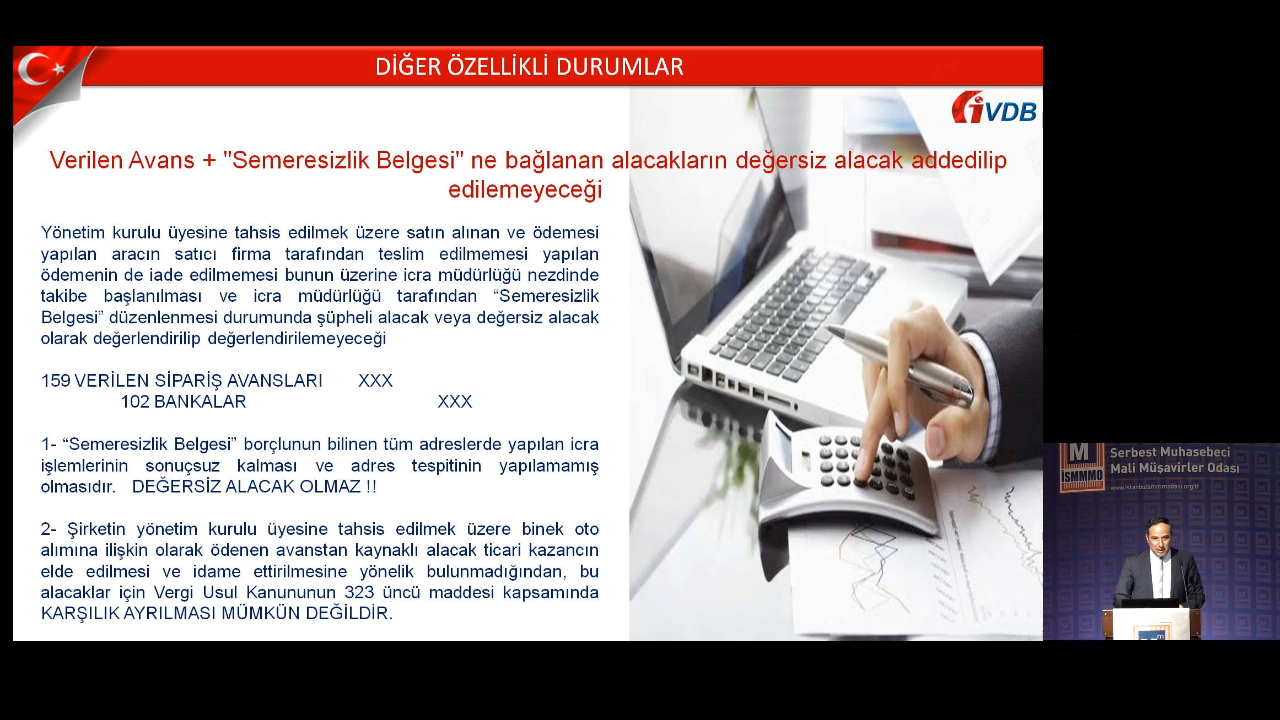 DİĞER ÖZELLİKLİ DURUMLAR
iVDB
Verilen Avans + "Semeresizlik Belgesi" ne bağlanan alacakların değersiz alacak addedilip
edilemeyeceği
Yönetim kurulu üyesine tahsis edilmek üzere satın alınan ve ödemesi
yapılan aracın satıcı firma tarafından teslim edilmemesi yapılan
ödemenin de iade edilmemesi bunun üzerine icra müdürlüğü nezdinde
takibe başlanılması ve icra müdürlüğü tarafından “Semeresizlik
Belgesi” düzenlenmesi durumunda şüpheli alacak veya değersiz alacak
olarak değerlendirilip değerlendirilemeyeceği
159 VERİLEN SİPARİŞ AVANSLARI XXX
102 BANKALAR XXX
1- “Semeresizlik Belgesi” borçlunun bilinen tüm adreslerde yapılan icra
işlemlerinin sonuçsuz kalması ve adres tespitinin yapılamamış
olmasıdır. DEĞERSİZ ALACAK OLMAZ !!
2- Şirketin yönetim kurulu üyesine tahsis edilmek üzere binek oto
alımına ilişkin olarak ödenen avanstan kaynaklı alacak ticari kazancın
elde edilmesi ve idame ettirilmesine yönelik bulunmadığından, bu
alacaklar için Vergi Usul Kanununun 323 üncü maddesi kapsamında
KARŞILIK AYRILMASI MÜMKÜN DEĞİLDİR.
M
İSMMMO
Serbest Muhasebeci
Mali Müşavirler Odası
www.istanbulsmmmodasi.org.tr